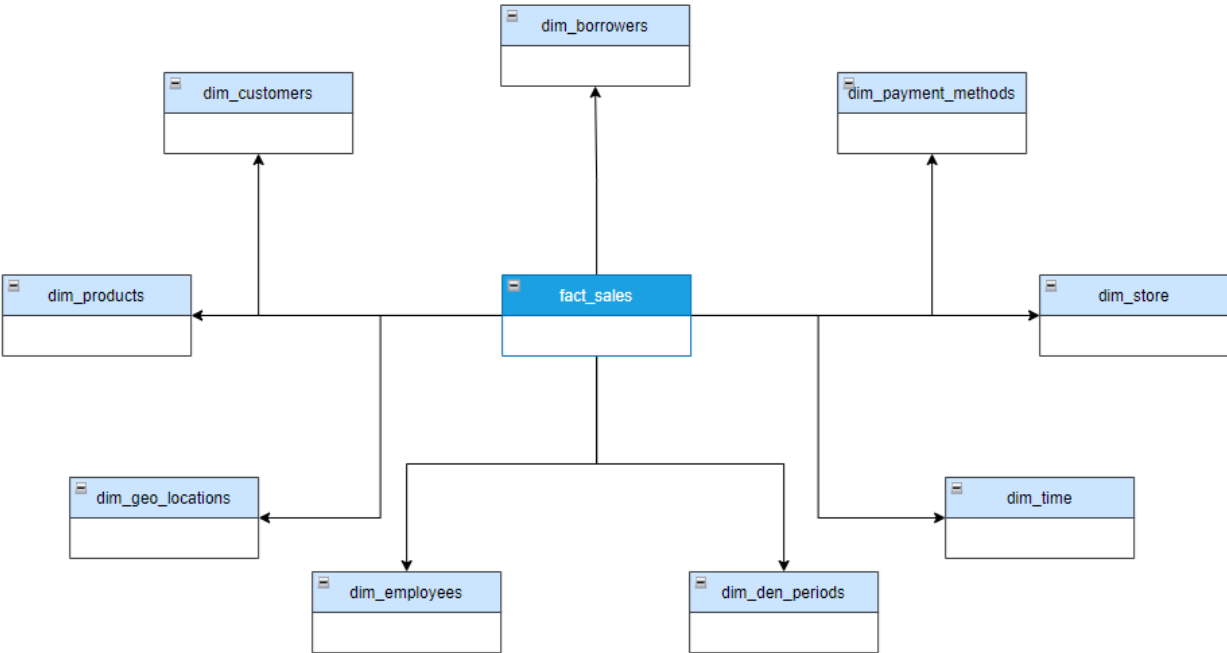 dim_borrowers
dim_customers
dim_payment_methods
dim_products
fact_sales
dim_store
dim_geo_locations
dim_time
dim_employees
dim_den_periods